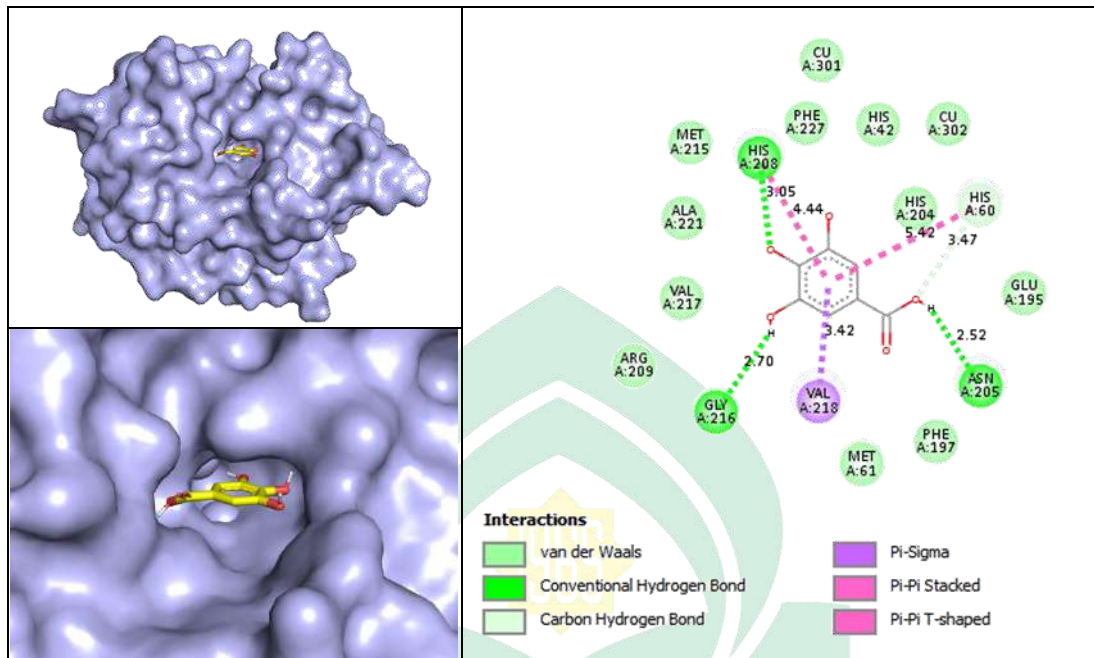 CU
A:301
PHE
A:227
HIS
A:42
CU
A:302
MET
A:215
HIS
A:208
3.05
4.44
HIS
A:204
HIS
A:60
5.42
3.47
ALA
A:221
VAL
A:217
GLU
A:195
H
H
3.42
2.52
2.70
ARG
A:209
GLY
A:216
VAL
A:218
ASN
A:205
PHE
A:197
MET
A:61
Interactions
van der Waals
Conventional Hydrogen Bond
Carbon Hydrogen Bond
Pi-Sigma
Pi-Pi Stacked
Pi-Pi T-shaped